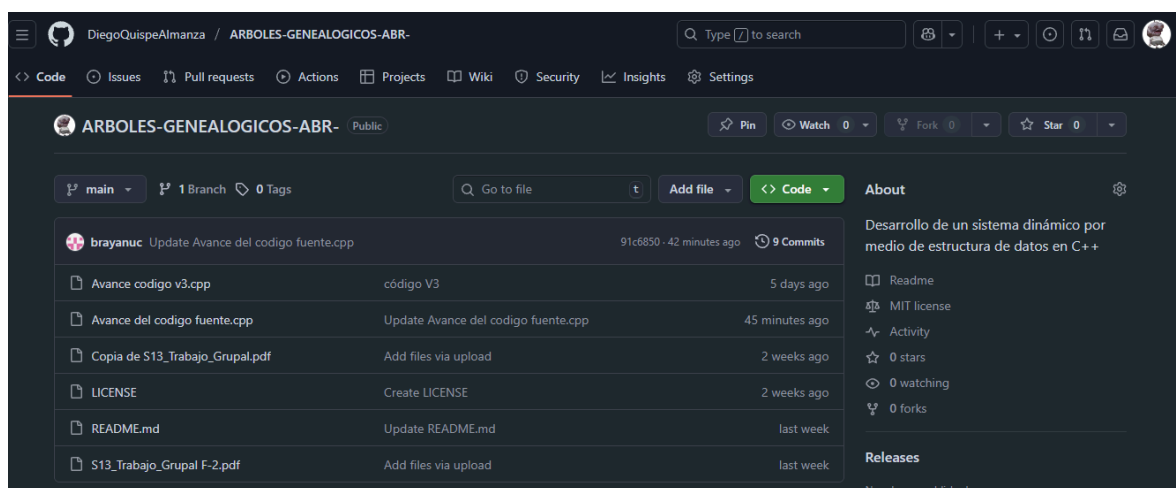 DiegoQuispeAlmanza / ARBOLES-GENEALOGICOS-ABR-
Type / to search
Code Issues Pull requests Actions Projects Wiki Security Insights Settings
ARBOLES-GENEALOGICOS-ABR- Public
Pin Watch 0 Fork 0 Star 0
main 1 Branch 0 Tags Go to file t Add file Code
About
brayanuc Update Avance del codigo fuente.cpp 91c6850 · 42 minutes ago 9 Commits
Desarrollo de un sistema dinámico por
medio de estructura de datos en C++
Avance codigo v3.cpp código V3 5 days ago
Avance del codigo fuente.cpp Update Avance del codigo fuente.cpp 45 minutes ago
Copia de S13_Trabajo_Grupal.pdf Add files via upload 2 weeks ago
LICENSE Create LICENSE 2 weeks ago
README.md Update README.md last week
S13_Trabajo_Grupal F-2.pdf Add files via upload last week
Readme
MIT license
Activity
0 stars
0 watching
0 forks
Releases